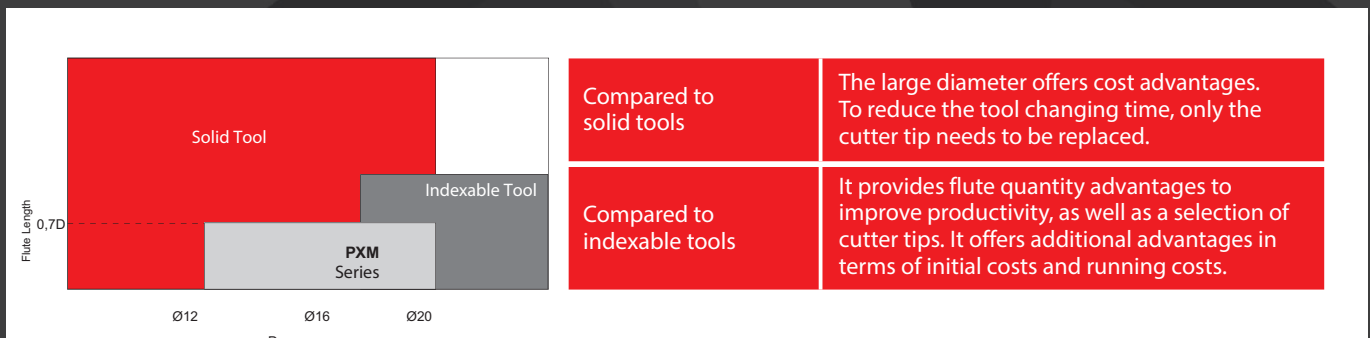 Solid Tool
Indexable Tool
Flute Length
0,7D
PXM
Series
Ø12
Ø16
Ø20
Compared to
solid tools
The large diameter offers cost advantages.
To reduce the tool changing time, only the
cutter tip needs to be replaced.
Compared to
indexable tools
It provides flute quantity advantages to
improve productivity, as well as a selection of
cutter tips. It offers additional advantages in
terms of initial costs and running costs.